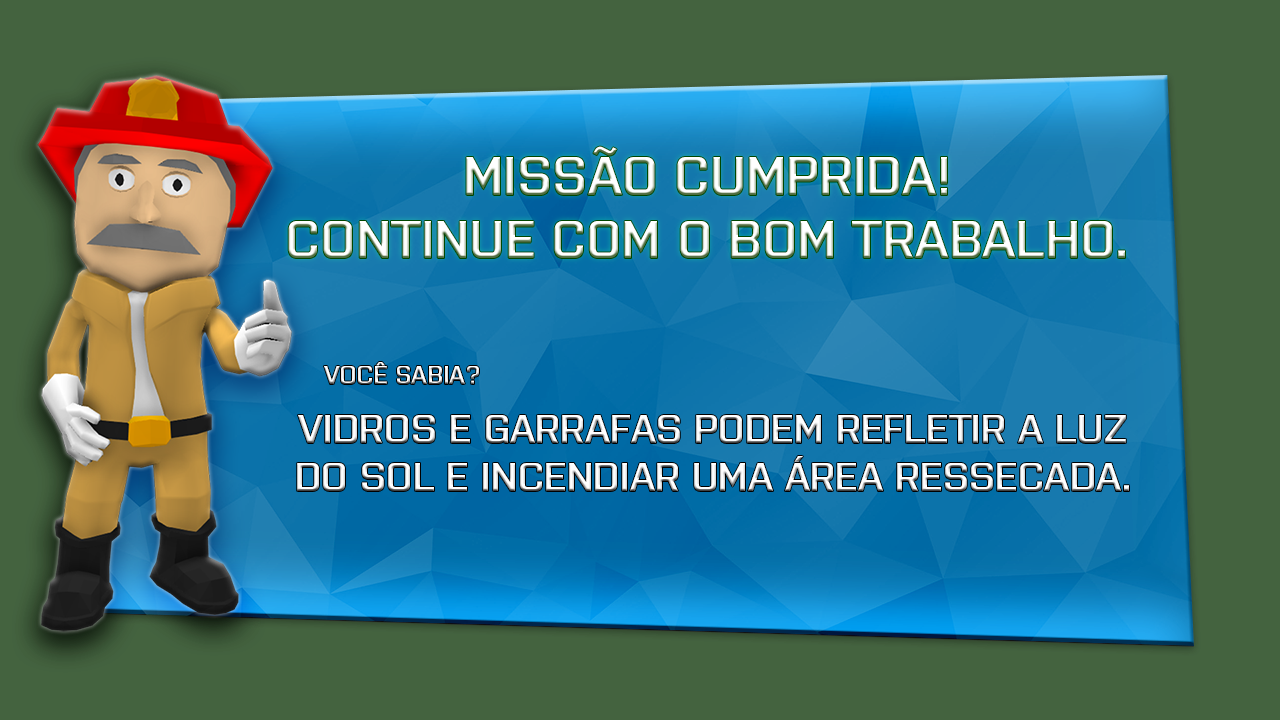 MISSÃO CUMPRIDA!
CONTINUE COM O BOM TRABALHO.
VOCÊ SABIA?
VIDROS E GARRAFAS PODEM REFLETIR A LUZ
DO SOL E INCENDIAR UMA ÁREA RESSECADA.